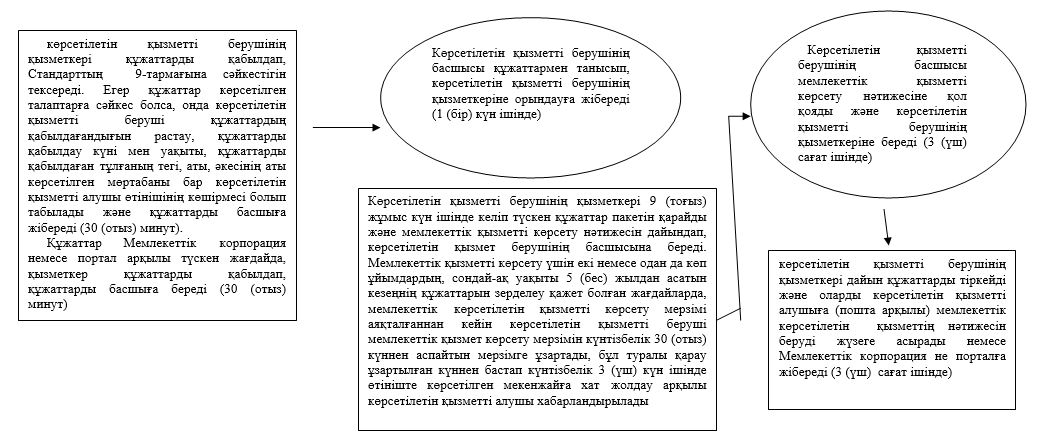 көрсетілетін қызметті берушінің
қызметкері құжаттарды қабылдап,
Стандарттың 9-тармағына сәйкестігін
тексереді. Егер құжаттар көрсетілген
талаптарға сәйкес болса, онда көрсетілетін
қызметті беруші құжаттардың
қабылдағандығын растау, құжаттарды
қабылдау күні мен уақыты, құжаттарды
қабылдаған тұлғаның тегі, аты, әкесінің аты
көрсетілген мөртабаны бар көрсетілетін
қызметті алушы өтінішінің көшірмесі болып
табылады және құжаттарды басшыға
жібереді (30 (отыз) минут).
Құжаттар Мемлекеттік корпорация
немесе портал арқылы түскен жағдайда,
қызметкер құжаттарды қабылдап,
құжаттарды басшыға береді (30 (отыз)
минут)
Көрсетілетін қызметті берушінің
басшысы құжаттармен танысып,
көрсетілетін қызметті берушінің
қызметкеріне орындауға жібереді
(1 (бір) күн ішінде)
Көрсетілетін қызметті берушінің қызметкері 9 (тоғыз)
жұмыс күн ішінде келіп түскен құжаттар пакетін қарайды
және мемлекеттік қызметті көрсету нәтижесін дайындап,
көрсетілетін қызмет берушінің басшысына береді.
Мемлекеттік қызметті көрсету үшін екі немесе одан да көп
ұйымдардың, сондай-ақ уақыты 5 (бес) жылдан асатын
кезеңнің құжаттарын зерделеу қажет болған жағдайларда,
мемлекеттік көрсетілетін қызметті көрсету мерзімі
аяқталғаннан кейін көрсетілетін қызметті беруші
мемлекеттік қызмет көрсету мерзімін күнтізбелік 30 (отыз)
күннен аспайтын мерзімге ұзартады, бұл туралы қарау
ұзартылған күннен бастап күнтізбелік 3 (үш) күн ішінде
өтініште көрсетілген мекенжайға хат жолдау арқылы
көрсетілетін қызметті алушы хабарландырылады
Көрсетілетін қызметті
берушінің басшысы
мемлекеттік қызметті
көрсету нәтижесіне қол
қояды және көрсетілетін
қызметті берушінің
қызметкеріне береді (3 (үш)
сағат ішінде)
көрсетілетін қызметті берушінің
қызметкері дайын құжаттарды тіркейді
және оларды көрсетілетін қызметті
алушыға (пошта арқылы) мемлекеттік
көрсетілетін қызметтің нәтижесін
беруді жүзеге асырады немесе
Мемлекеттік корпорация не порталға
жібереді (3 (үш) сағат ішінде)